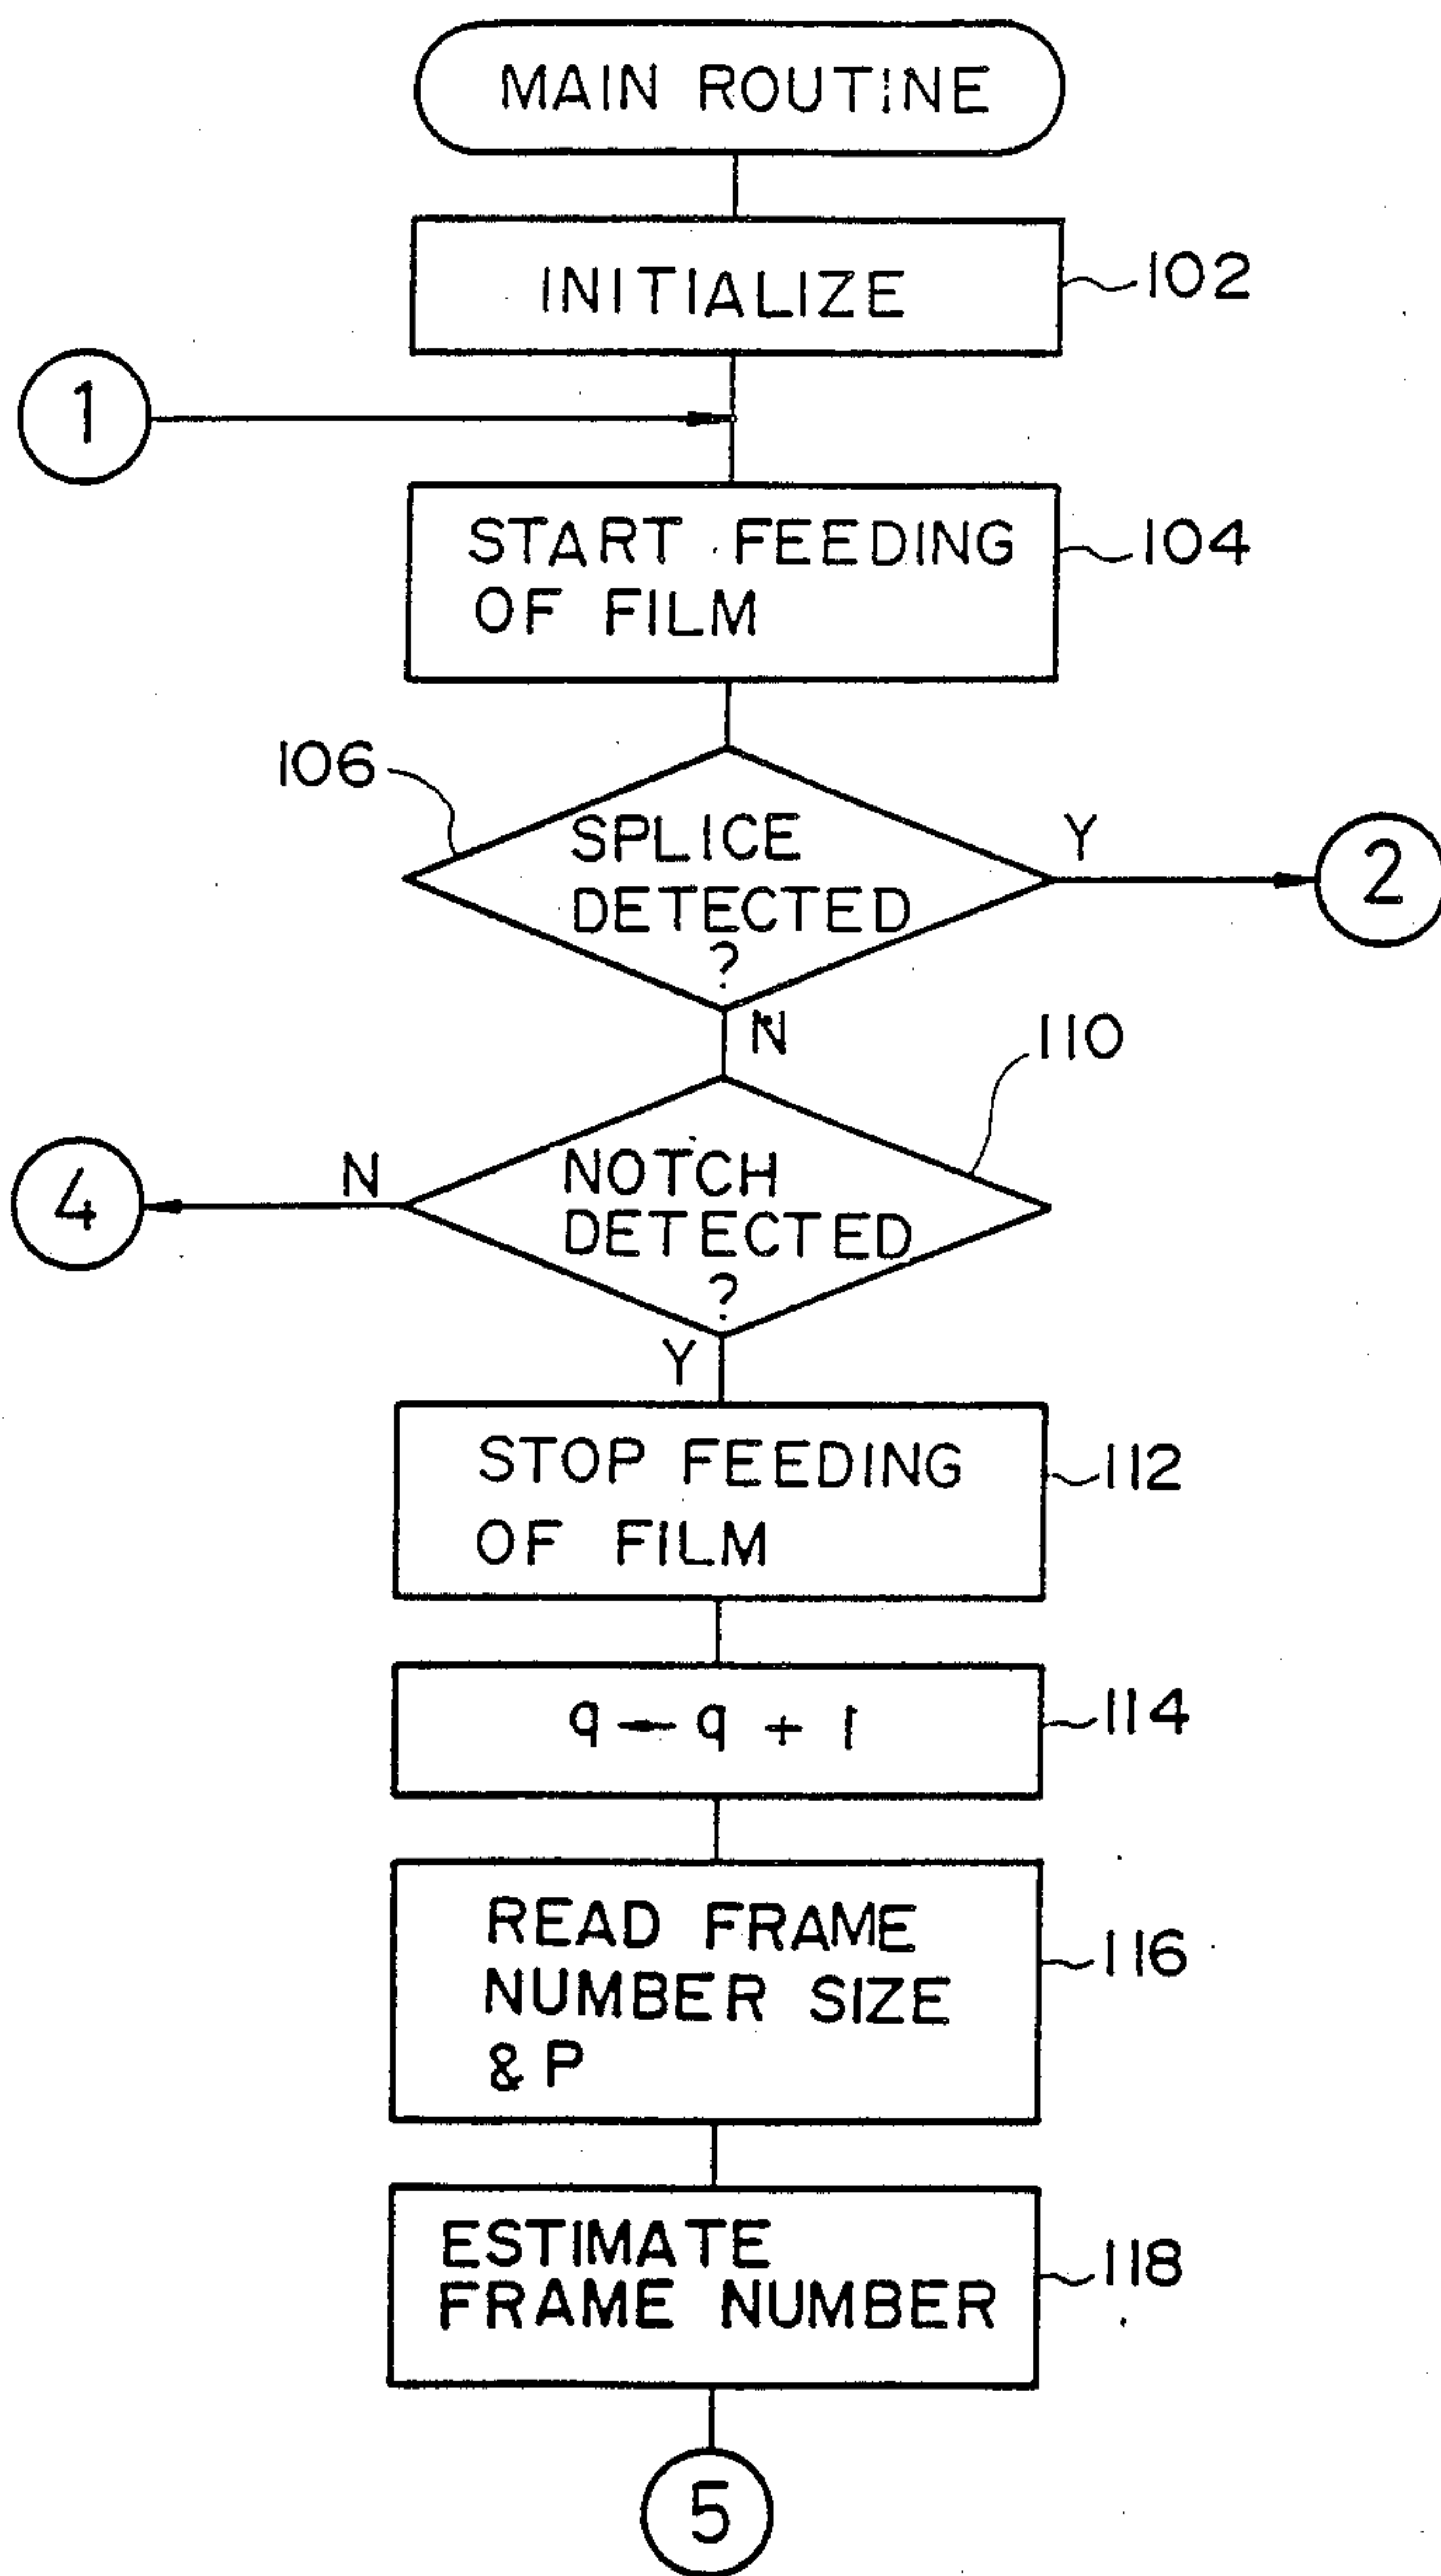 MAIN ROUTINE
INITIALIZE
102
1
START FEEDING
OF FILM
104
106
SPLICE
DETECTED
?
Y
2
N
110
NOTCH
DETECTED
?
N
4
Y
STOP FEEDING
OF FILM
112
q ← q + 1
114
READ FRAME
NUMBER SIZE
& P
116
ESTIMATE
FRAME NUMBER
118
5